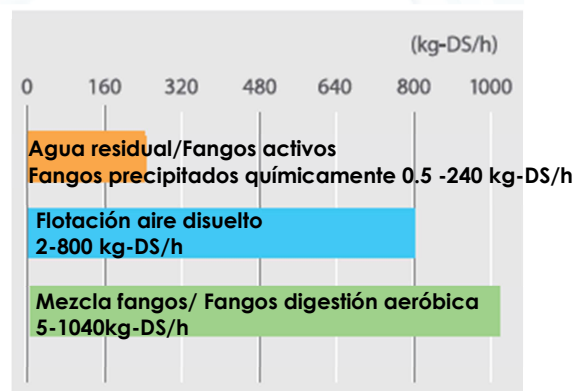 (kg-DS/h)
0 160 320 480 640 800 1000
Agua residual/Fangos activos
Fangos precipitados químicamente 0.5 -240 kg-DS/h
Flotación aire disuelto
2-800 kg-DS/h
Mezcla fangos/ Fangos digestión aeróbica
5-1040kg-DS/h